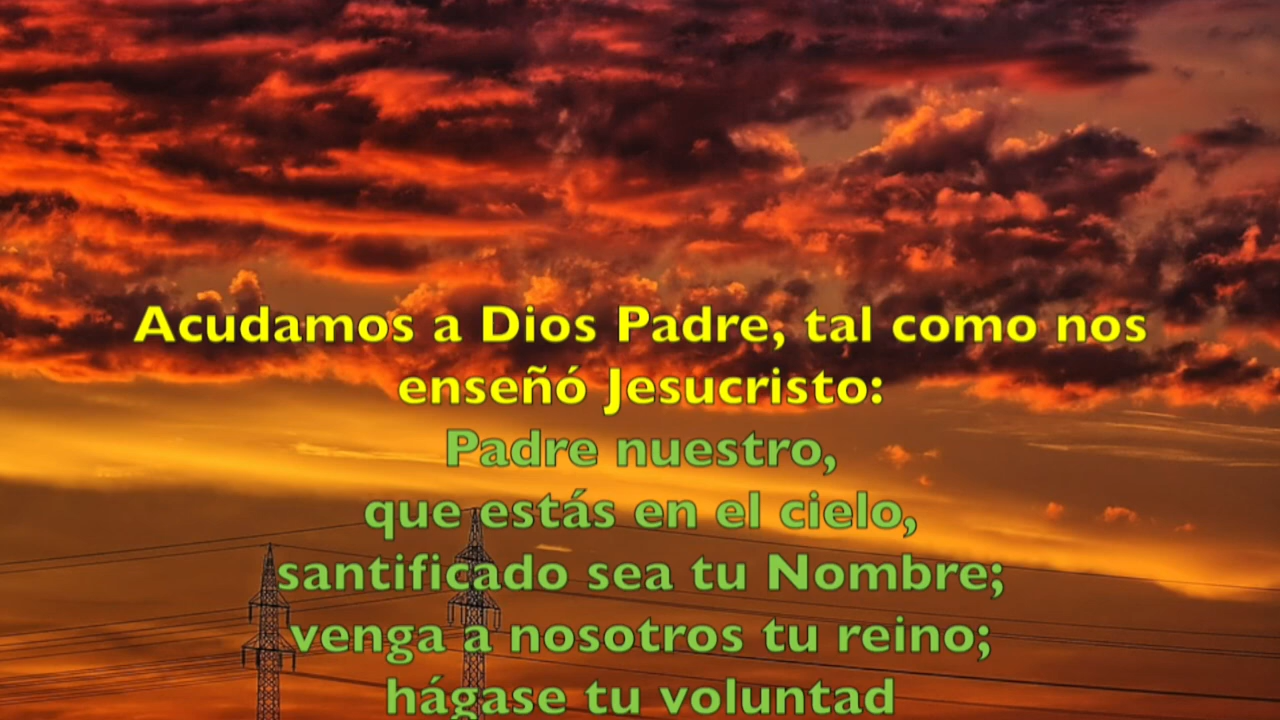 Acudamos a Dios Padre, tal como nos
enseñó Jesucristo:
Padre nuestro,
que estás en el cielo,
santificado sea tu Nombre;
venga a nosotros tu reino;
hágase tu voluntad